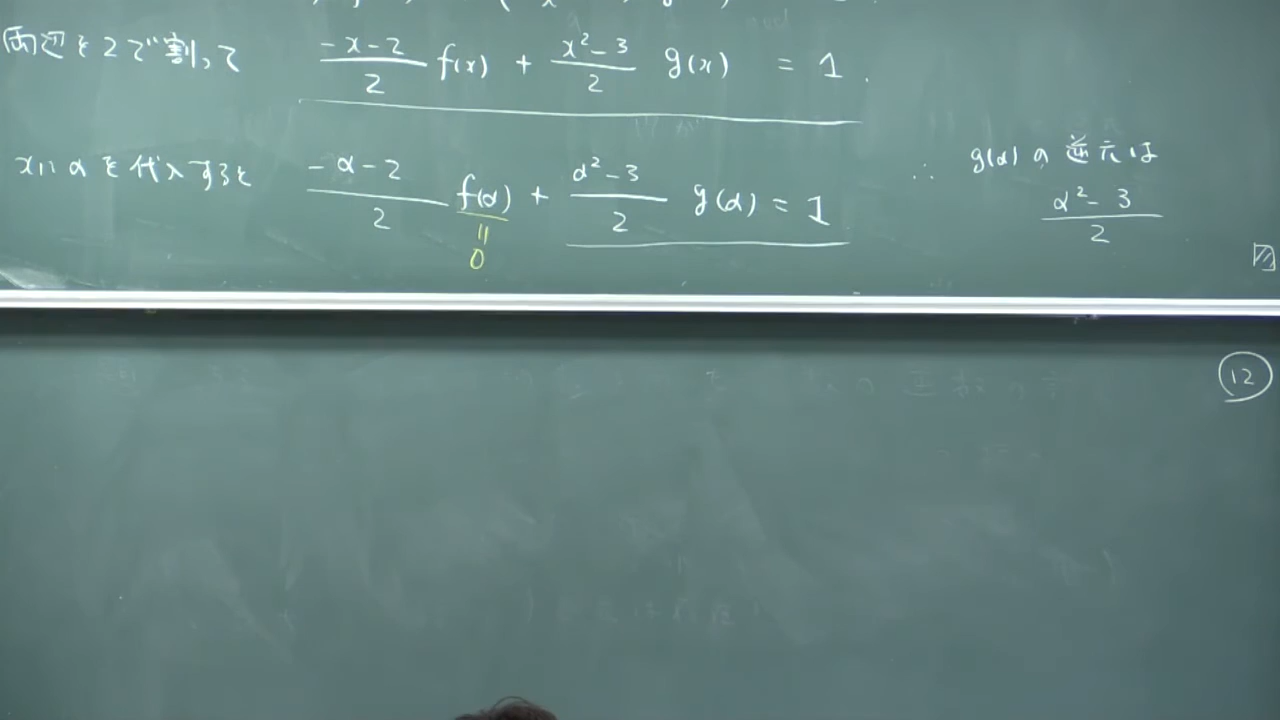 両辺を2で割って (-x-2)/2 f(x) + (x²-3)/2 g(x) = 1.
xにαを代入すると (-α-2)/2 f(α) + (α²-3)/2 g(α) = 1
‖
0
∴ g(α)の逆元は
(α²-3)/2
12